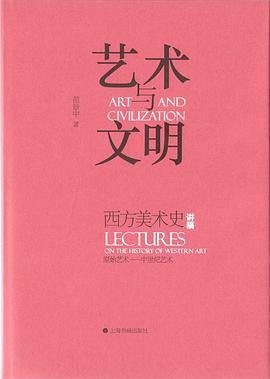 艺术
与
ART AND
CIVILIZATION
文明
范景中 著
西方美术史 讲稿
LECTURES
ON THE HISTORY OF WESTERN ART
原始艺术——中世纪艺术
上海书画出版社